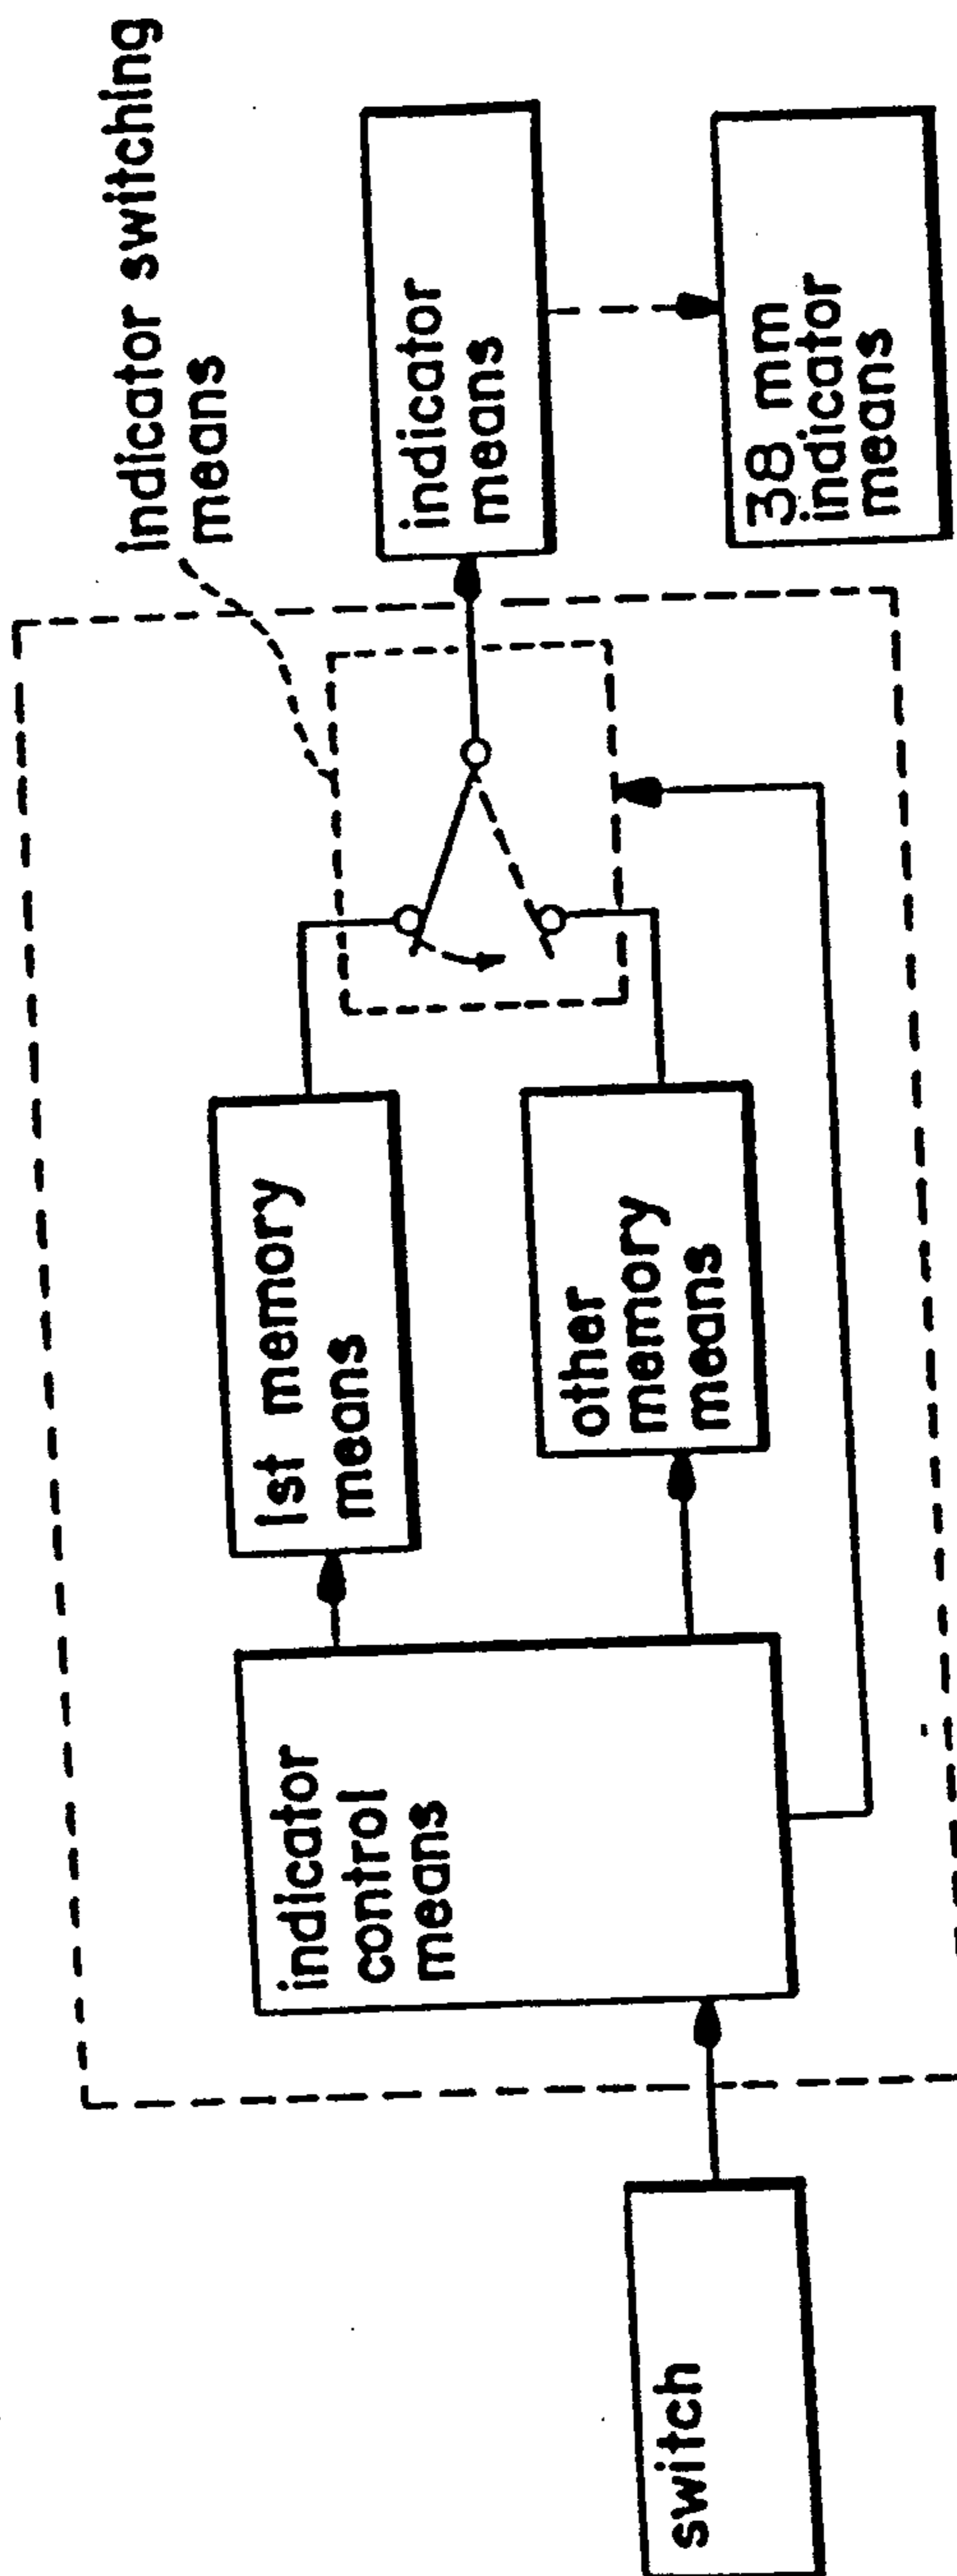 switch
indicator
control
means
1st memory
means
other
memory
means
indicator switching
means
indicator
means
38 mm
indicator
means